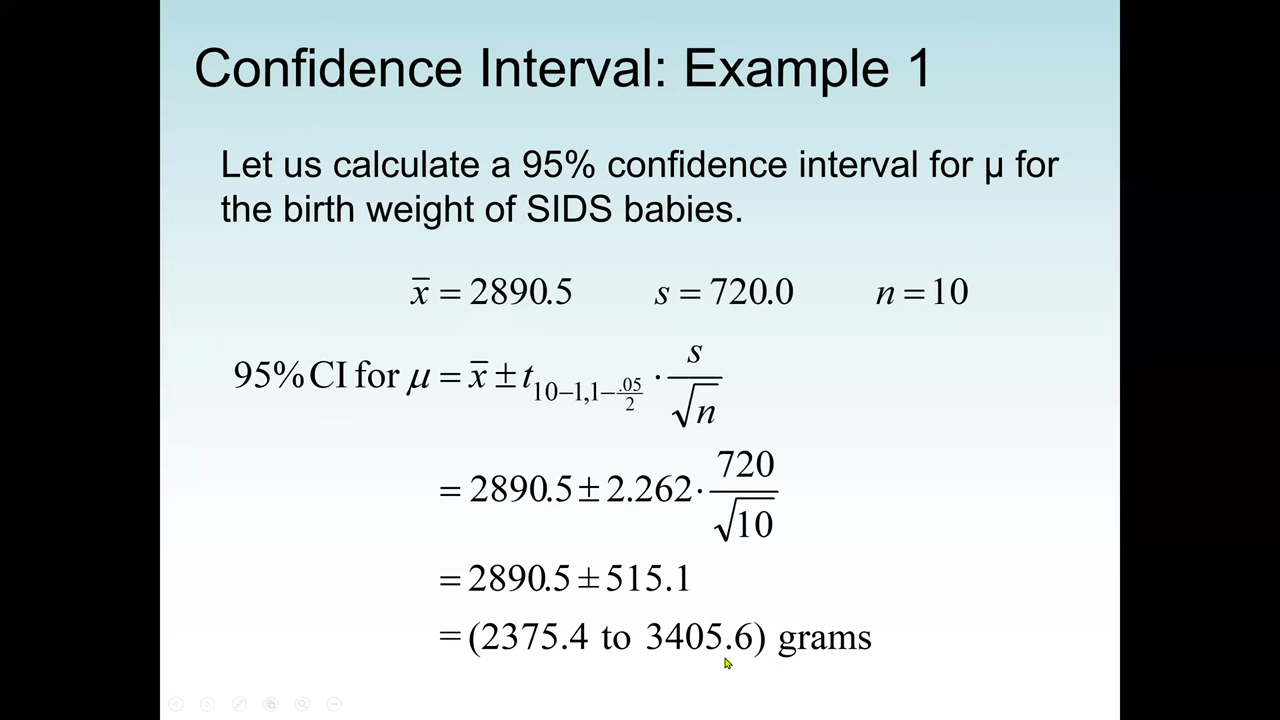 Confidence Interval: Example 1
Let us calculate a 95% confidence interval for μ for
the birth weight of SIDS babies.
x̄ = 2890.5 s = 720.0 n = 10
95% CI for μ = x̄ ± t_{10−1,1−.05/2} · s/√n
= 2890.5 ± 2.262 · 720/√10
= 2890.5 ± 515.1
= (2375.4 to 3405.6) grams